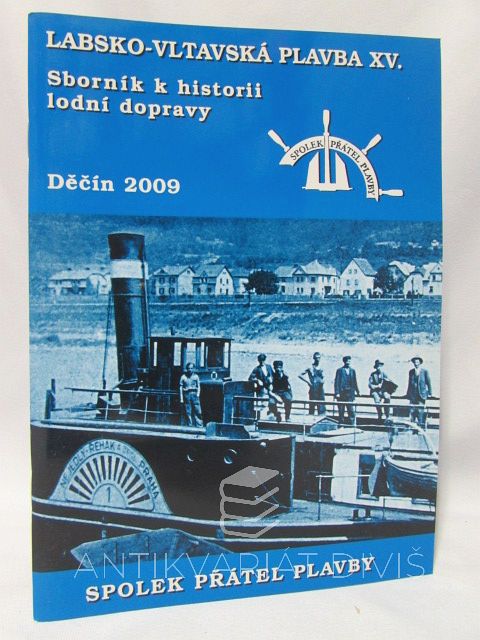 LABSKO-VLTAVSKÁ PLAVBA XV.
Sborník k historii
lodní dopravy
SPOLEK PŘÁTEL PLAVBY
Děčín 2009
1
PRAHA
ANTIKVARIÁT DIVIŠ
SPOLEK PŘÁTEL PLAVBY